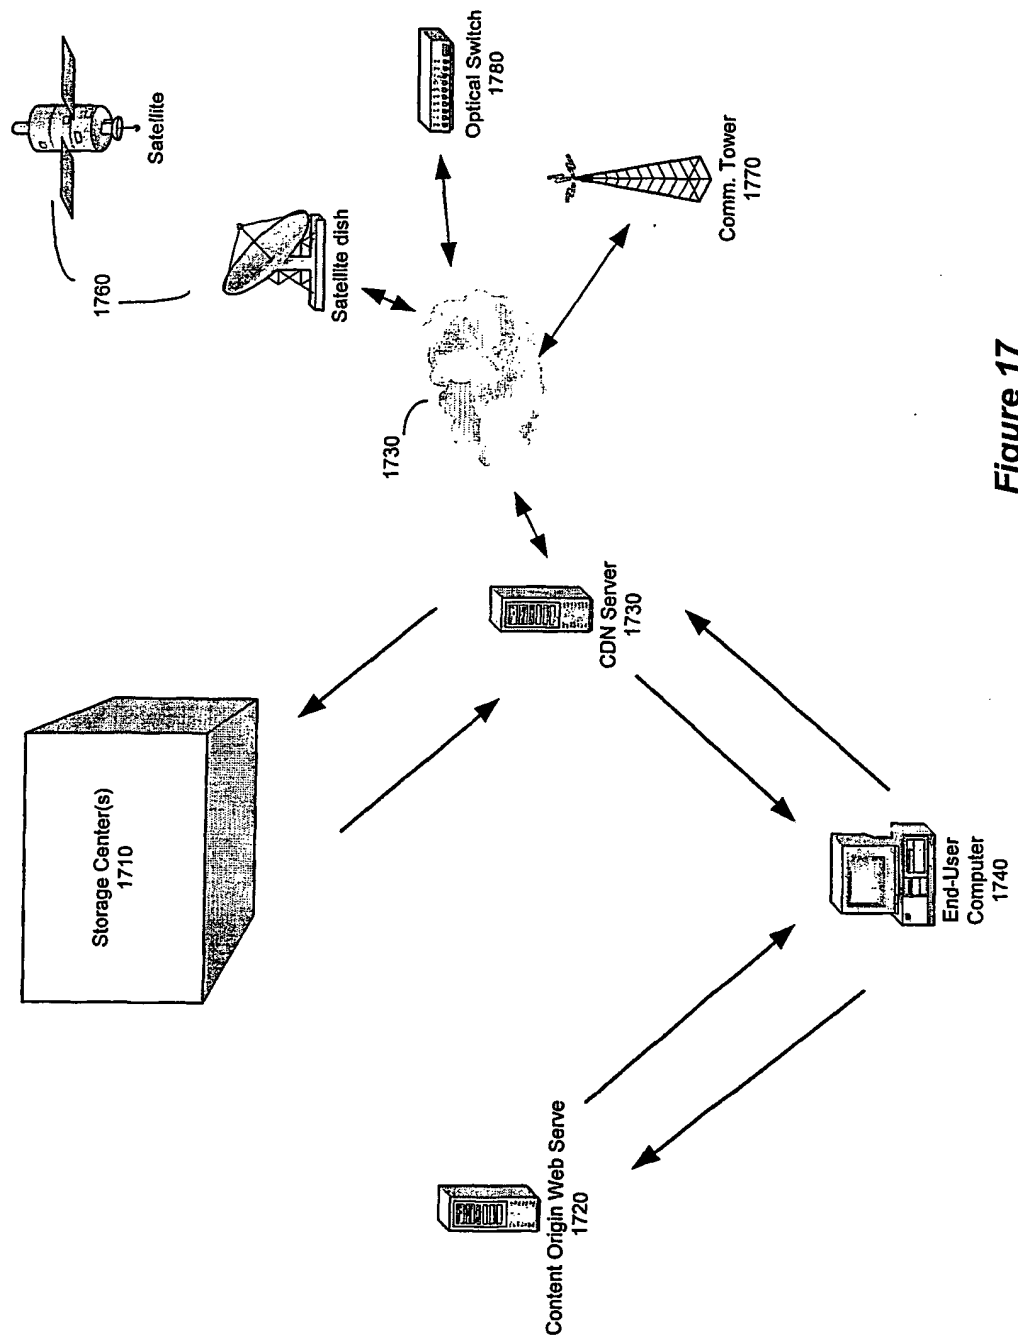 Storage Center(s)
1710
Content Origin Web Serve
1720
End-User
Computer
1740
CDN Server
1730
1730
1760
Satellite
Satellite dish
Optical Switch
1780
Comm. Tower
1770
Figure 17